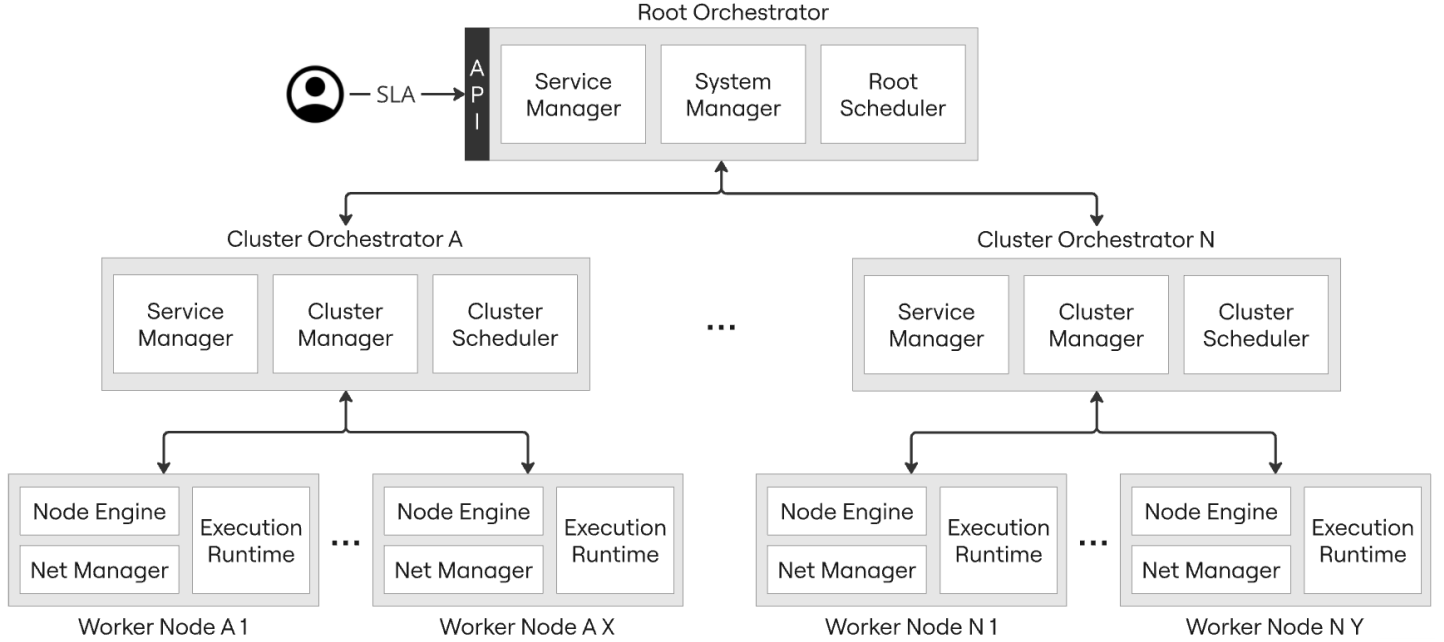 Root Orchestrator
SLA
A
P
I
Service
Manager
System
Manager
Root
Scheduler
Cluster Orchestrator A
Service
Manager
Cluster
Manager
Cluster
Scheduler
...
Cluster Orchestrator N
Service
Manager
Cluster
Manager
Cluster
Scheduler
Node Engine
Net Manager
Execution
Runtime
Worker Node A 1
...
Node Engine
Net Manager
Execution
Runtime
Worker Node A X
Node Engine
Net Manager
Execution
Runtime
Worker Node N 1
...
Node Engine
Net Manager
Execution
Runtime
Worker Node N Y